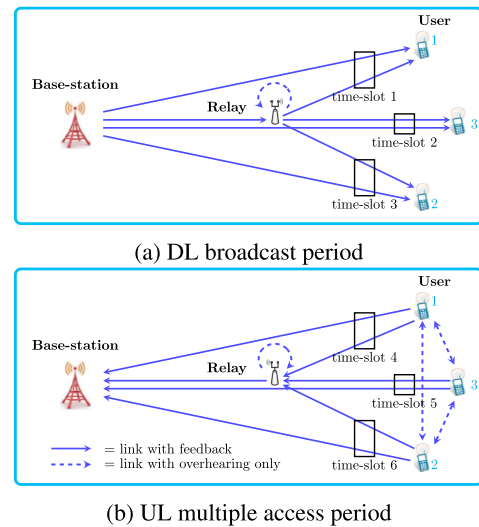 User
1
Base-station
Relay
time-slot 1
3
time-slot 2
time-slot 3
2
(a) DL broadcast period
User
1
Base-station
Relay
time-slot 4
3
time-slot 5
= link with feedback
= link with overhearing only
time-slot 6
2
(b) UL multiple access period